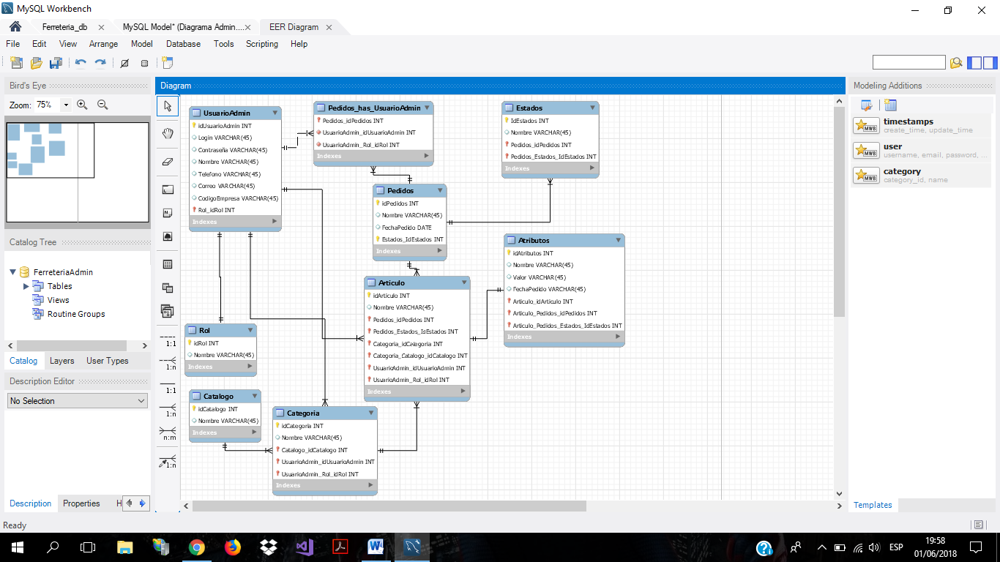 MySQL Workbench
Ferreteria_db
MySQL Model* (Diagrama Admin....
EER Diagram
File Edit View Arrange Model Database Tools Scripting Help
Bird's Eye
Zoom: 75%
Catalog Tree
FerreteriaAdmin
Tables
Views
Routine Groups
Catalog Layers User Types
Description Editor
No Selection
Description Properties H
Ready
Diagram
1:1
1:n
1:1
1:n
n:m
1:n
UsuarioAdmin
idUsuarioAdmin INT
Login VARCHAR(45)
Contraseña VARCHAR(45)
Nombre VARCHAR(45)
Telefono VARCHAR(45)
Correo VARCHAR(45)
CodigoEmpresa VARCHAR(45)
Rol_idRol INT
Indexes
Pedidos_has_UsuarioAdmin
Pedidos_idPedidos INT
UsuarioAdmin_idUsuarioAdmin INT
UsuarioAdmin_Rol_idRol INT
Indexes
Estados
IdEstados INT
Nombre VARCHAR(45)
Pedidos_idPedidos INT
Pedidos_Estados_IdEstados INT
Indexes
Pedidos
idPedidos INT
Nombre VARCHAR(45)
FechaPedido DATE
Estados_IdEstados INT
Indexes
Atributos
idAtributos INT
Nombre VARCHAR(45)
Valor VARCHAR(45)
FechaPedido VARCHAR(45)
Articulo_idArticulo INT
Articulo_Pedidos_idPedidos INT
Articulo_Pedidos_Estados_IdEstados INT
Indexes
Articulo
idArticulo INT
Nombre VARCHAR(45)
Pedidos_idPedidos INT
Pedidos_Estados_IdEstados INT
Categoria_idCategoria INT
Categoria_Catalogo_idCatalogo INT
UsuarioAdmin_idUsuarioAdmin INT
UsuarioAdmin_Rol_idRol INT
Indexes
Rol
idRol INT
Nombre VARCHAR(45)
Indexes
Catalogo
idCatalogo INT
Nombre VARCHAR(45)
Indexes
Categoria
idCategoria INT
Nombre VARCHAR(45)
Catalogo_idCatalogo INT
UsuarioAdmin_idUsuarioAdmin INT
UsuarioAdmin_Rol_idRol INT
Indexes
Modeling Additions
MWB
timestamps
create_time, update_time
MWB
user
username, email, password, ...
MWB
category
category_id, name
Templates
ESP
19:58
01/06/2018